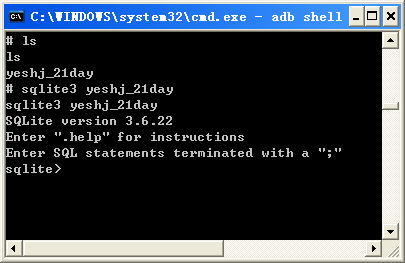 C:\WINDOWS\system32\cmd.exe - adb shell
# ls
ls
yeshj_21day
# sqlite3 yeshj_21day
sqlite3 yeshj_21day
SQLite version 3.6.22
Enter ".help" for instructions
Enter SQL statements terminated with a ";"
sqlite>